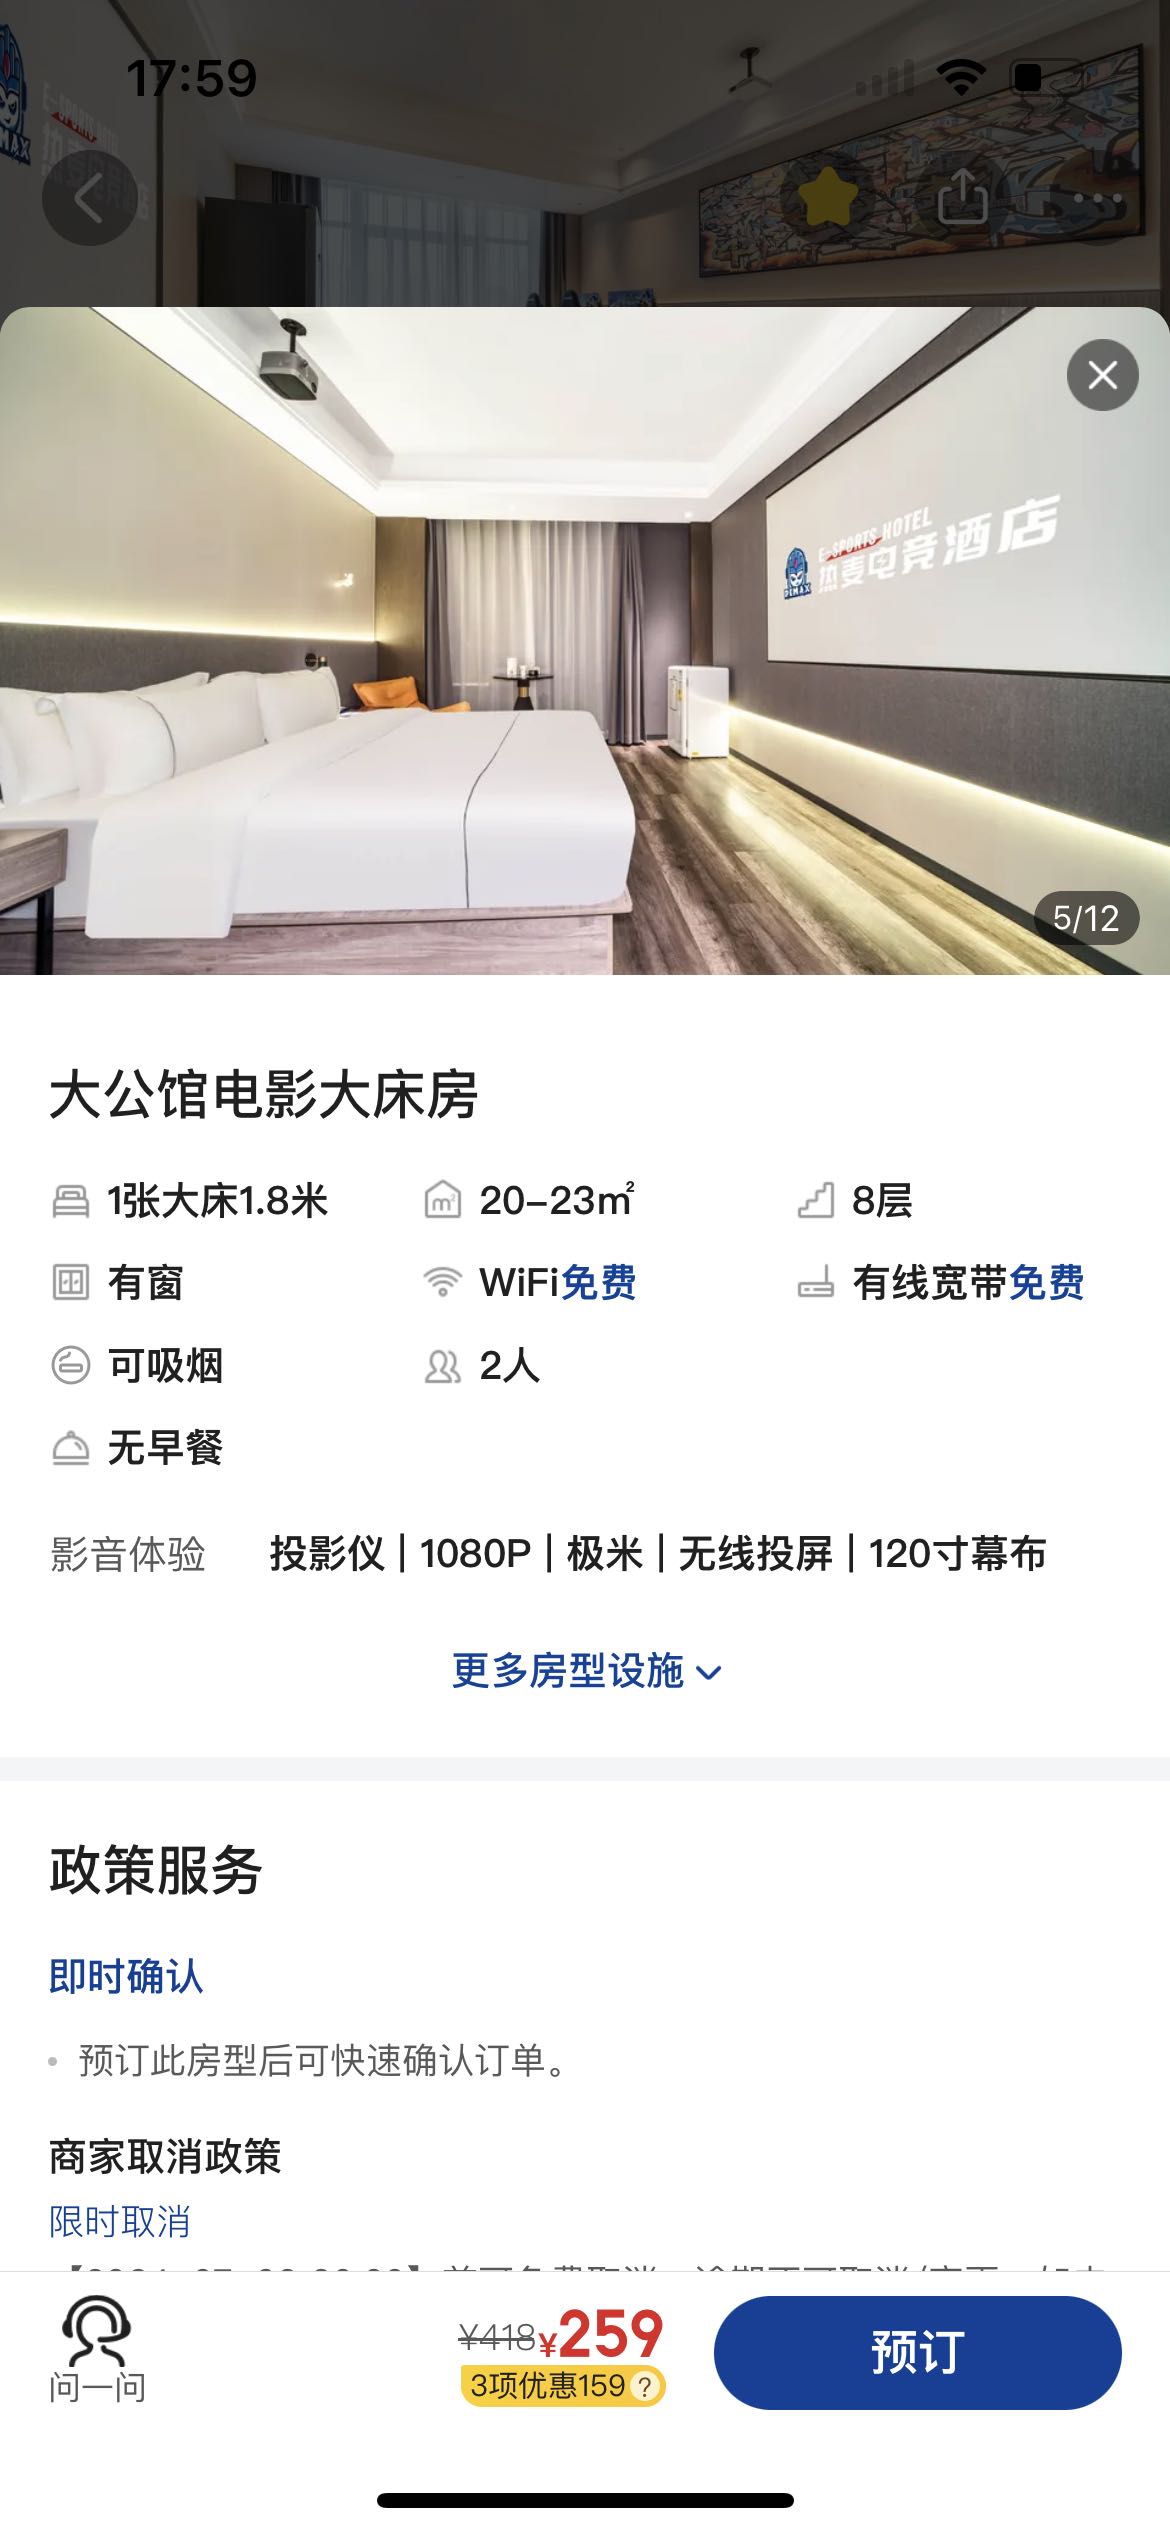 17:59
E-SPORTS HOTEL
热麦电竞酒店
PEMAX
5/12
大公馆电影大床房
1张大床1.8米
20-23㎡
8层
有窗
WiFi免费
有线宽带免费
可吸烟
2人
无早餐
影音体验 投影仪 | 1080P | 极米 | 无线投屏 | 120寸幕布
更多房型设施
政策服务
即时确认
• 预订此房型后可快速确认订单。
商家取消政策
限时取消
¥418 ¥259
3项优惠159 ?
问一问
预订